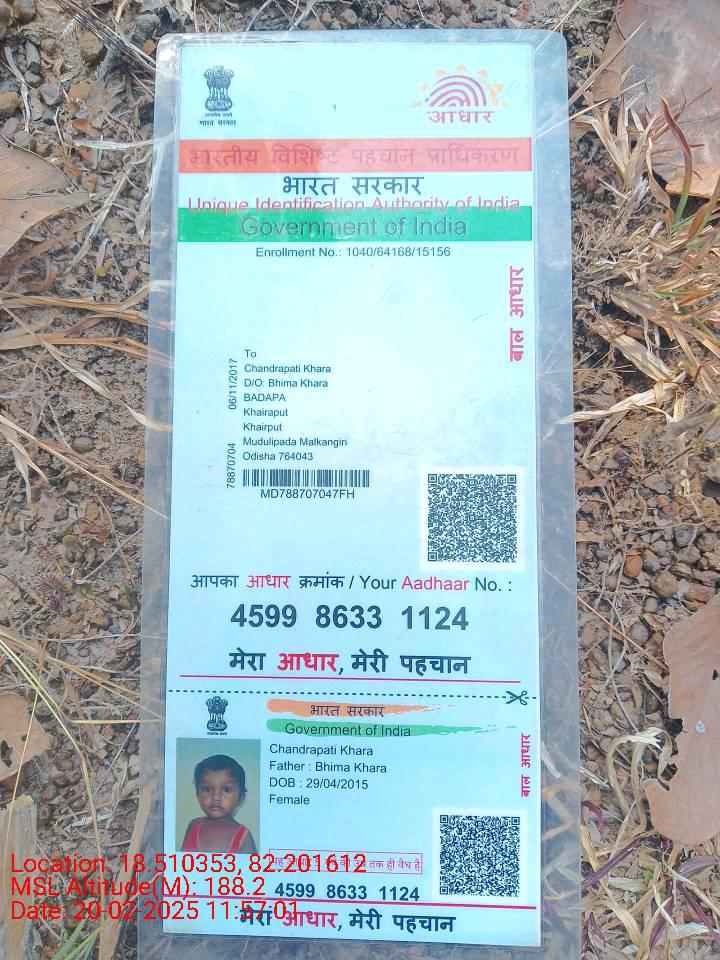 भारत सरकार
आधार
भारतीय विशिष्ट पहचान प्राधिकरण
भारत सरकार
Unique Identification Authority of India
Government of India
Enrollment No.: 1040/64168/15156
बाल आधार
78870704 06/11/2017
To
Chandrapati Khara
D/O: Bhima Khara
BADAPA
Khairaput
Khairput
Mudulipada Malkangiri
Odisha 764043
MD788707047FH
आपका आधार क्रमांक / Your Aadhaar No. :
4599 8633 1124
मेरा आधार, मेरी पहचान
भारत सरकार
Government of India
Chandrapati Khara
Father : Bhima Khara
DOB : 29/04/2015
Female
बाल आधार
तक ही वैध है
4599 8633 1124
मेरा आधार, मेरी पहचान
Location: 18.510353, 82.201612
MSL Altitude(M): 188.2
Date: 20-02-2025 11:57:01